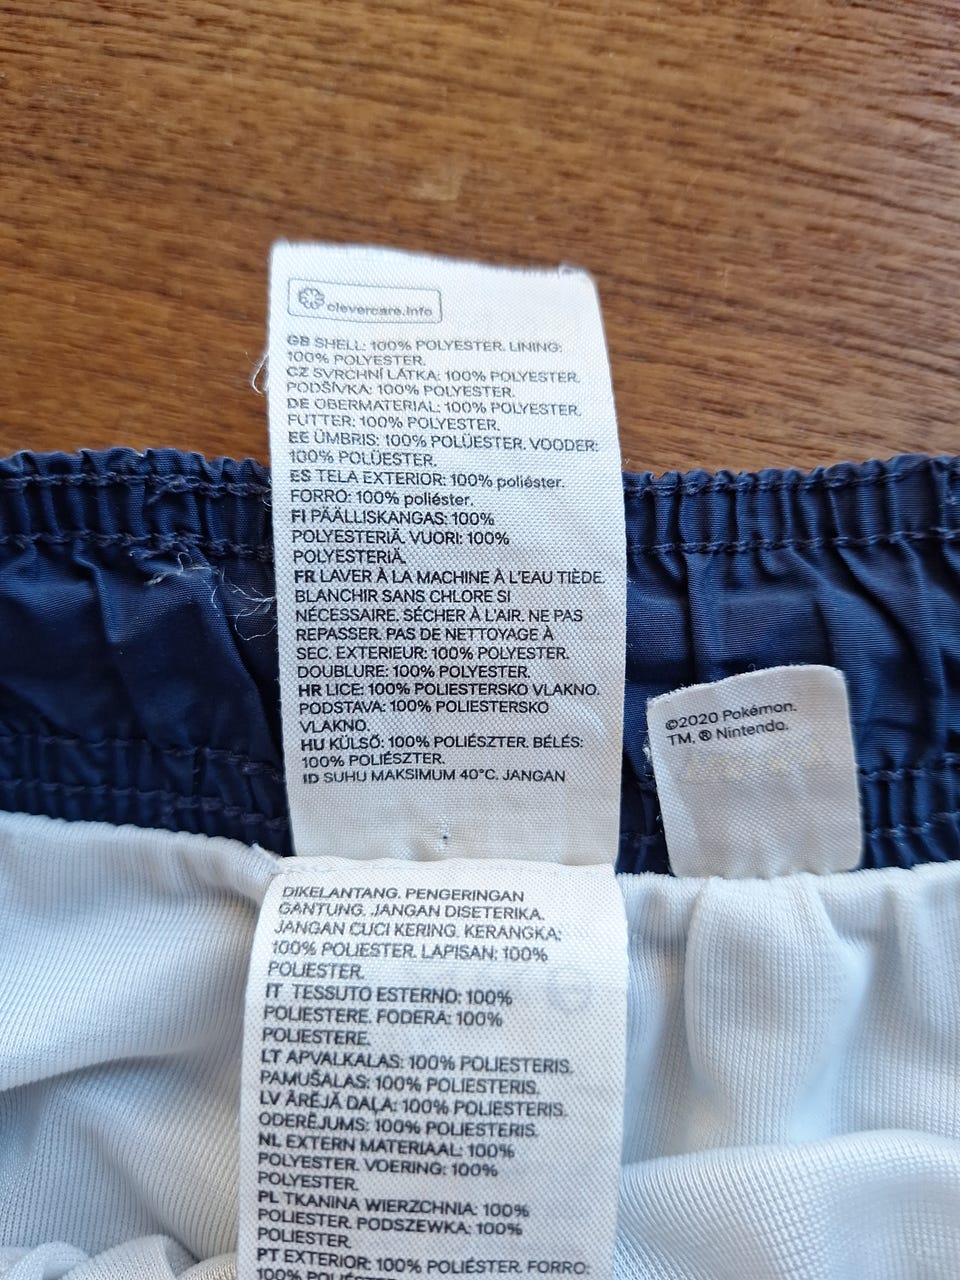 clevercare.info
GB SHELL: 100% POLYESTER. LINING:
100% POLYESTER.
CZ SVRCHNÍ LÁTKA: 100% POLYESTER.
PODŠÍVKA: 100% POLYESTER.
DE OBERMATERIAL: 100% POLYESTER.
FUTTER: 100% POLYESTER.
EE ÜMBRIS: 100% POLÜESTER. VOODER:
100% POLÜESTER.
ES TELA EXTERIOR: 100% poliéster.
FORRO: 100% poliéster.
FI PÄÄLLISKANGAS: 100%
POLYESTERIÄ. VUORI: 100%
POLYESTERIÄ.
FR LAVER À LA MACHINE À L'EAU TIÈDE.
BLANCHIR SANS CHLORE SI
NÉCESSAIRE. SÉCHER À L'AIR. NE PAS
REPASSER. PAS DE NETTOYAGE À
SEC. EXTERIEUR: 100% POLYESTER.
DOUBLURE: 100% POLYESTER.
HR LICE: 100% POLIESTERSKO VLAKNO.
PODSTAVA: 100% POLIESTERSKO
VLAKNO.
HU KÜLSŐ: 100% POLIÉSZTER. BÉLÉS:
100% POLIÉSZTER.
ID SUHU MAKSIMUM 40°C. JANGAN
©2020 Pokémon.
TM, ® Nintendo.
DIKELANTANG. PENGERINGAN
GANTUNG. JANGAN DISETERIKA.
JANGAN CUCI KERING. KERANGKA:
100% POLIESTER. LAPISAN: 100%
POLIESTER.
IT TESSUTO ESTERNO: 100%
POLIESTERE. FODERA: 100%
POLIESTERE.
LT APVALKALAS: 100% POLIESTERIS.
PAMUŠALAS: 100% POLIESTERIS.
LV ĀRĒJĀ DAĻA: 100% POLIESTERIS.
ODERĒJUMS: 100% POLIESTERIS.
NL EXTERN MATERIAAL: 100%
POLYESTER. VOERING: 100%
POLYESTER.
PL TKANINA WIERZCHNIA: 100%
POLIESTER. PODSZEWKA: 100%
POLIESTER.
PT EXTERIOR: 100% POLIÉSTER. FORRO:
100% POLIÉSTER.